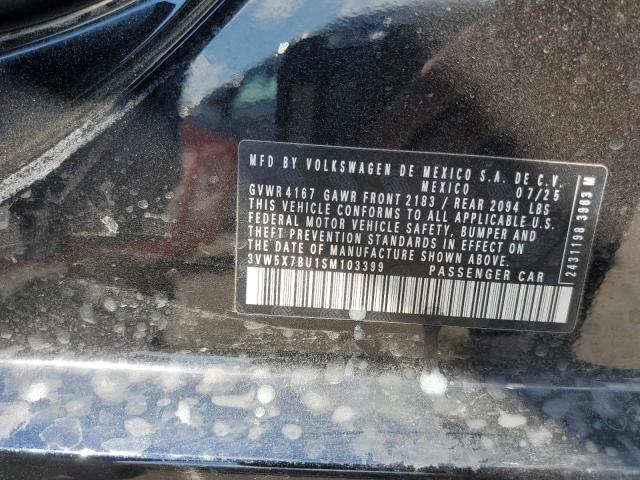 MFD BY VOLKSWAGEN DE MEXICO S.A. DE C.V.
MEXICO 07/25
GVWR 4167 GAWR FRONT 2183 / REAR 2094 LBS
THIS VEHICLE CONFORMS TO ALL APPLICABLE U.S.
FEDERAL MOTOR VEHICLE SAFETY, BUMPER AND
THEFT PREVENTION STANDARDS IN EFFECT ON
THE DATE OF MANUFACTURE SHOWN ABOVE.
3VW5X7BU1SM103399 PASSENGER CAR
2431198 3963 M